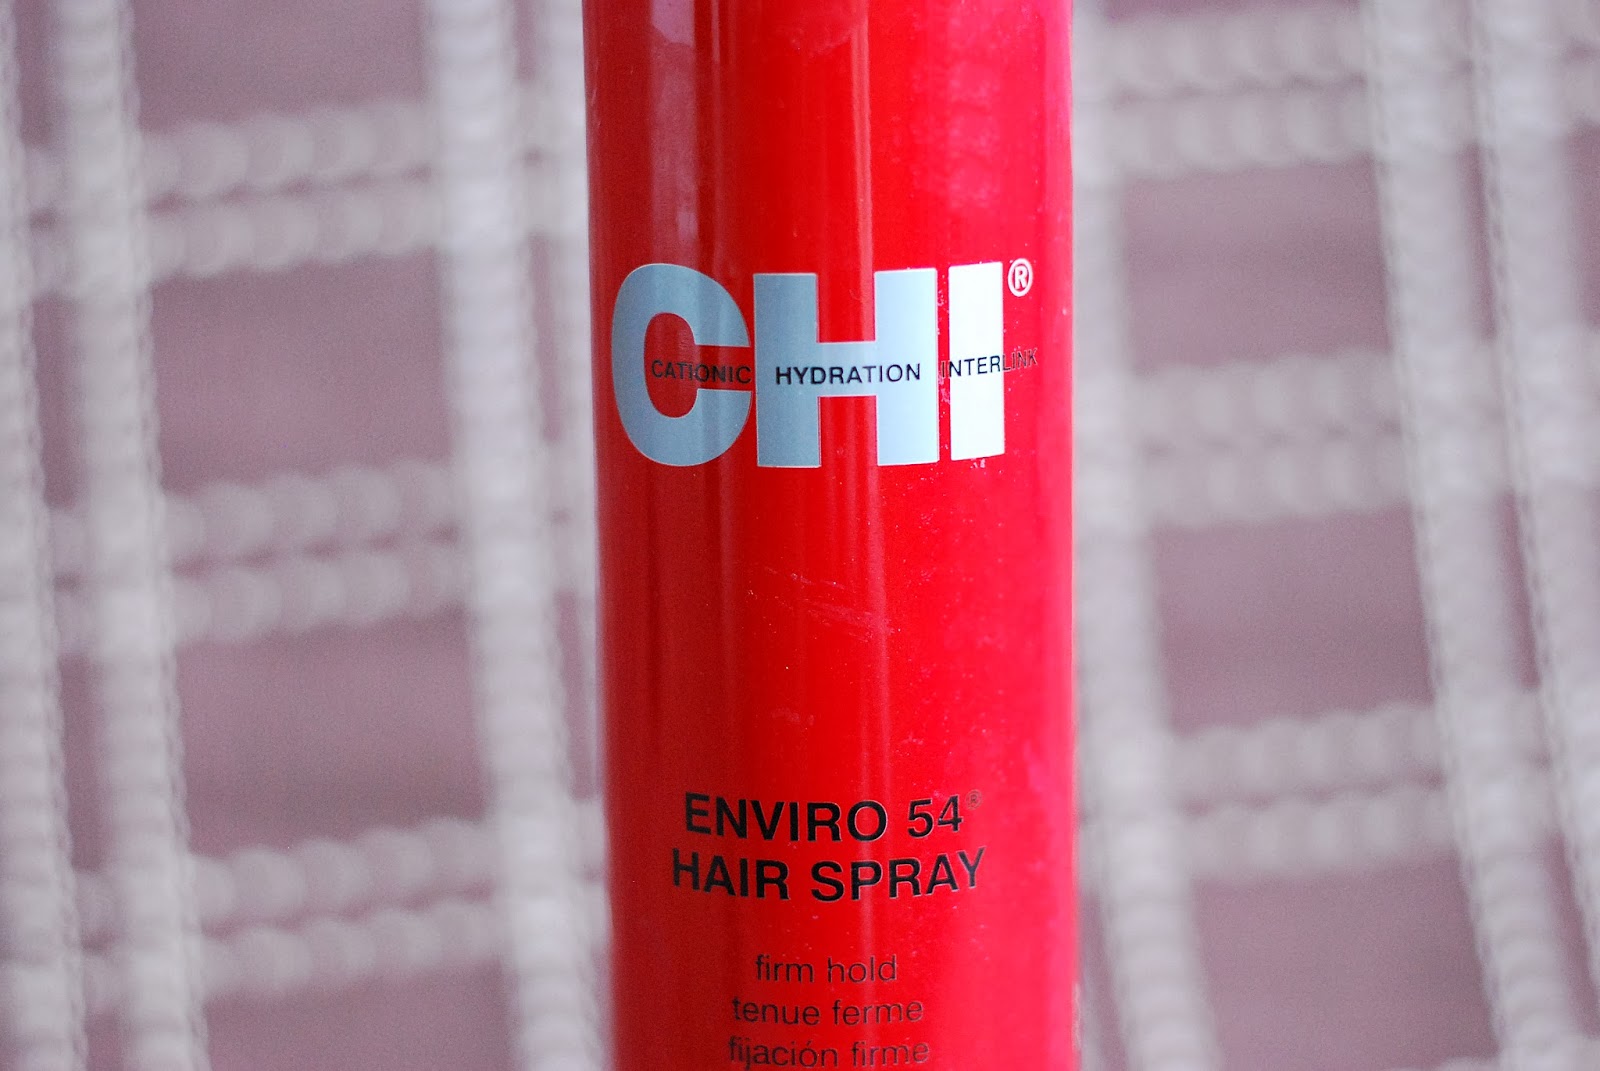 CHI®
CATIONIC HYDRATION INTERLINK
ENVIRO 54®
HAIR SPRAY
firm hold
tenue ferme
fijación firme